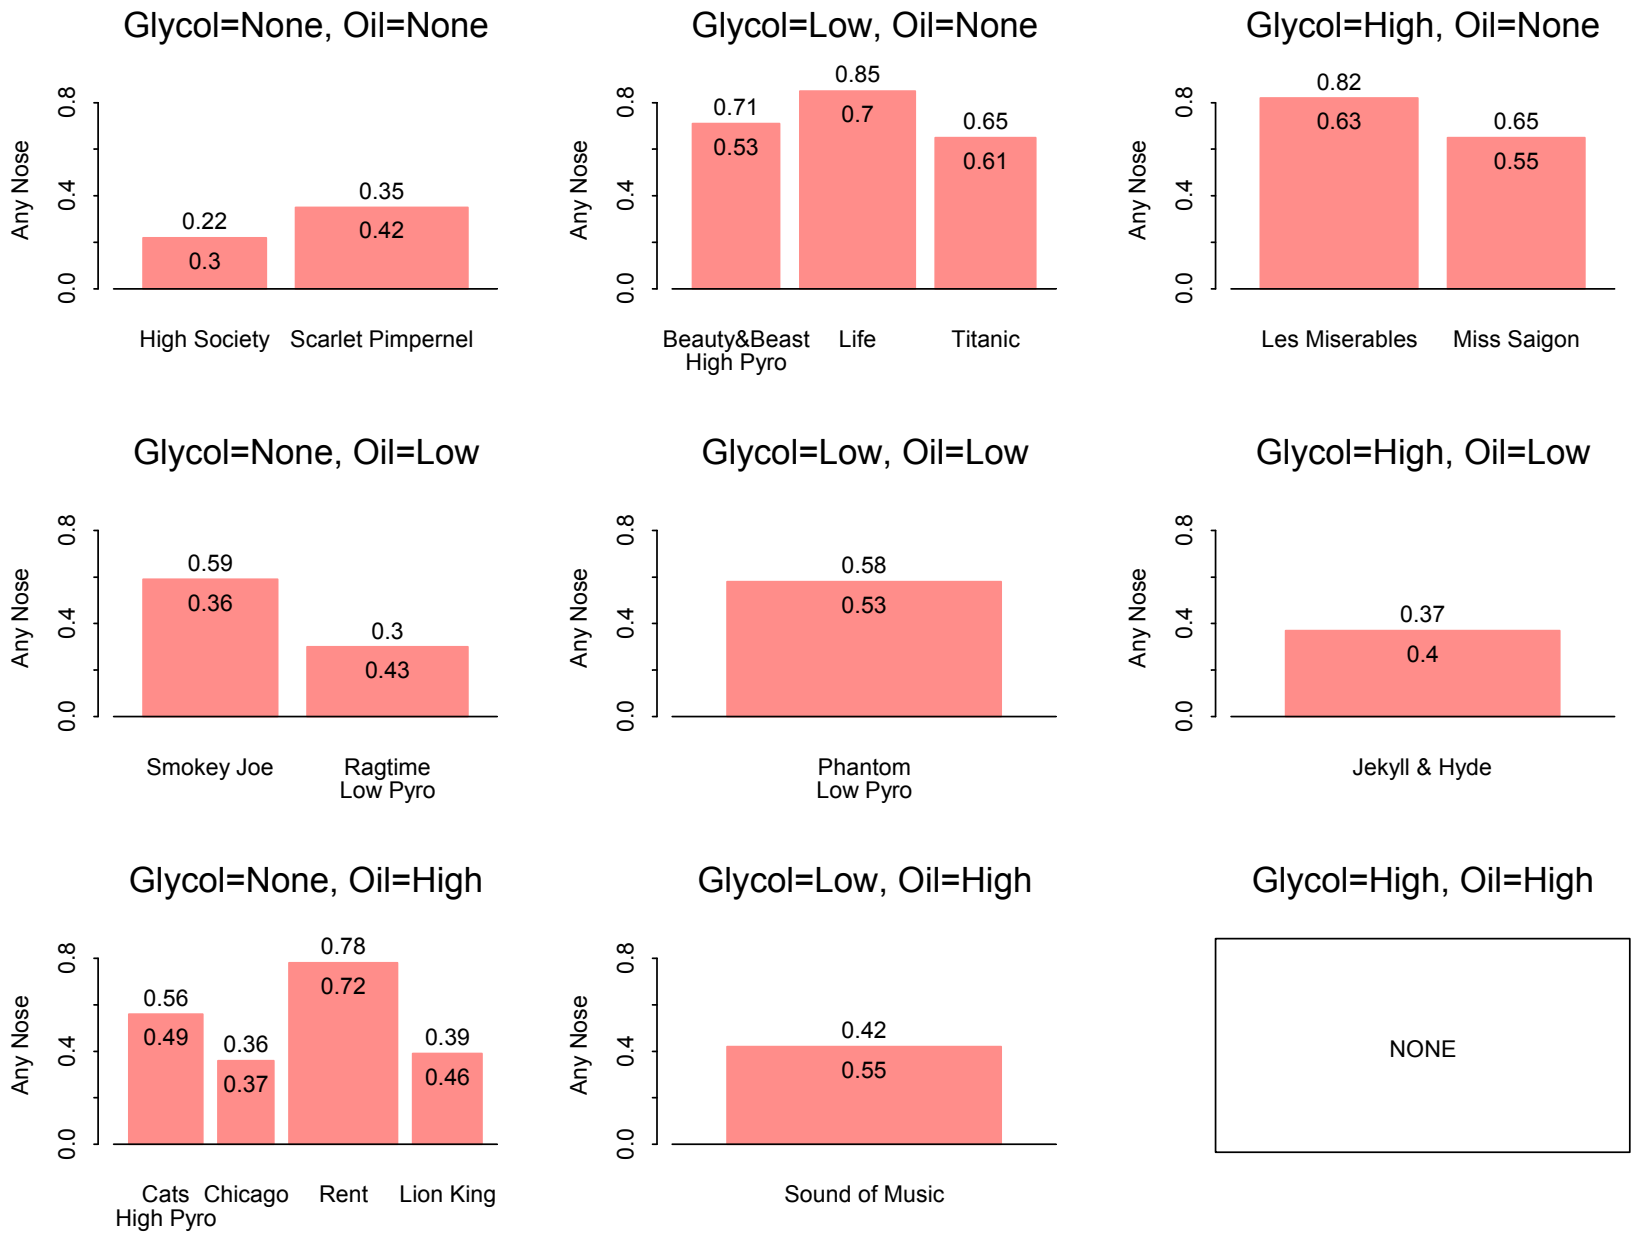 Glycol=None, Oil=None
Any Nose
0.0 0.4 0.8
0.22 0.35
0.3 0.42
High Society Scarlet Pimpernel
Glycol=Low, Oil=None
Any Nose
0.0 0.4 0.8
0.71 0.85 0.65
0.53 0.7 0.61
Beauty&Beast Life Titanic
High Pyro
Glycol=High, Oil=None
Any Nose
0.0 0.4 0.8
0.82 0.65
0.63 0.55
Les Miserables Miss Saigon
Glycol=None, Oil=Low
Any Nose
0.0 0.4 0.8
0.59 0.3
0.36 0.43
Smokey Joe Ragtime
Low Pyro
Glycol=Low, Oil=Low
Any Nose
0.0 0.4 0.8
0.58
0.53
Phantom
Low Pyro
Glycol=High, Oil=Low
Any Nose
0.0 0.4 0.8
0.37
0.4
Jekyll & Hyde
Glycol=None, Oil=High
Any Nose
0.0 0.4 0.8
0.56 0.36 0.78 0.39
0.49 0.37 0.72 0.46
Cats Chicago Rent Lion King
High Pyro
Glycol=Low, Oil=High
Any Nose
0.0 0.4 0.8
0.42
0.55
Sound of Music
Glycol=High, Oil=High
NONE